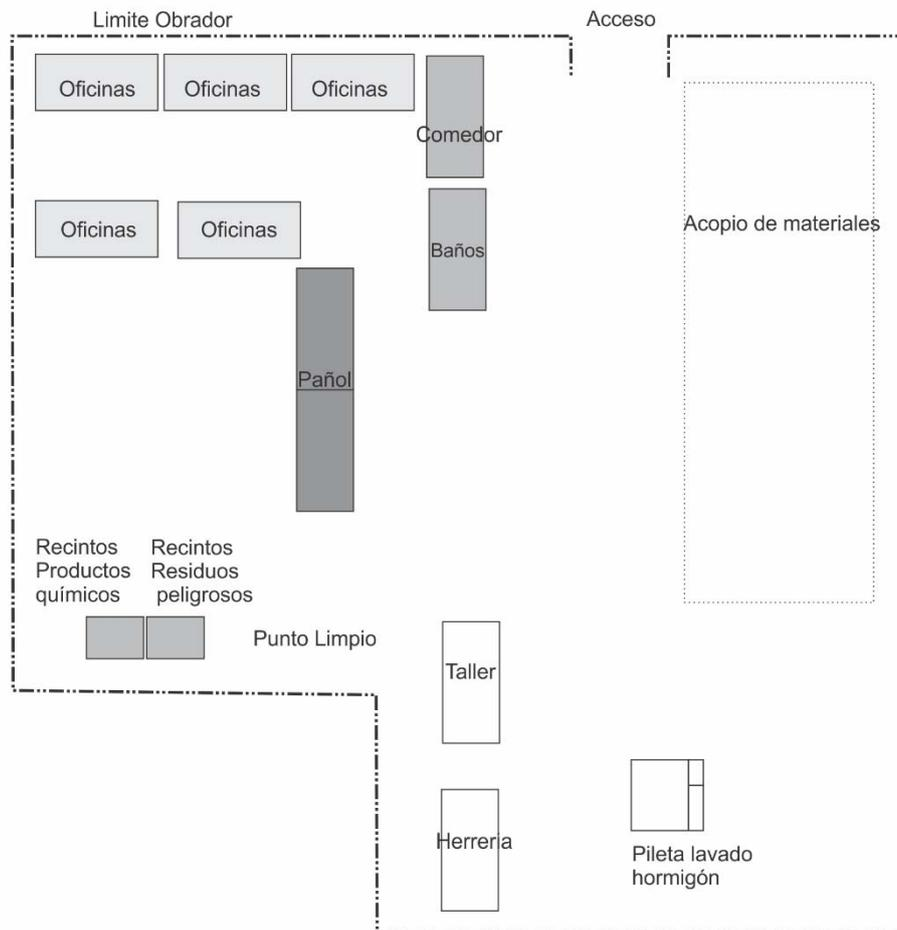 Limite Obrador
Acceso
Oficinas
Oficinas
Oficinas
Comedor
Acopio de materiales
Oficinas
Oficinas
Baños
Pañol
Recintos
Productos
químicos
Recintos
Residuos
peligrosos
Punto Limpio
Taller
Herreria
Pileta lavado
hormigón